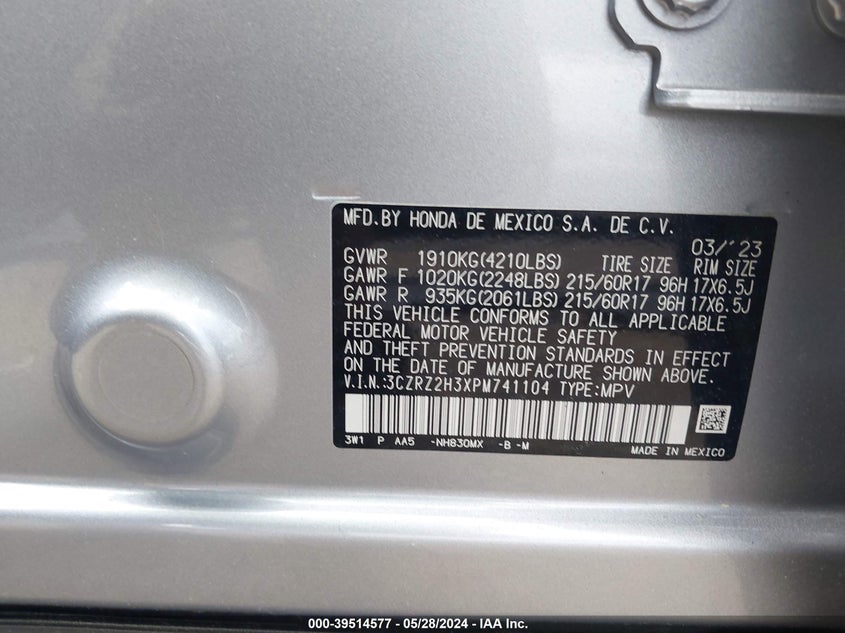 MFD.BY HONDA DE MEXICO S.A. DE C.V.
03/'23
GVWR 1910KG(4210LBS) TIRE SIZE RIM SIZE
GAWR F 1020KG(2248LBS) 215/60R17 96H 17X6.5J
GAWR R 935KG(2061LBS) 215/60R17 96H 17X6.5J
THIS VEHICLE CONFORMS TO ALL APPLICABLE
FEDERAL MOTOR VEHICLE SAFETY
AND THEFT PREVENTION STANDARDS IN EFFECT
ON THE DATE OF MANUFACTURE SHOWN ABOVE.
V.I.N.:3CZRZ2H3XPM741104 TYPE:MPV
3W1 P AA5 -NH830MX -B -M
MADE IN MEXICO
000-39514577 - 05/28/2024 - IAA Inc.